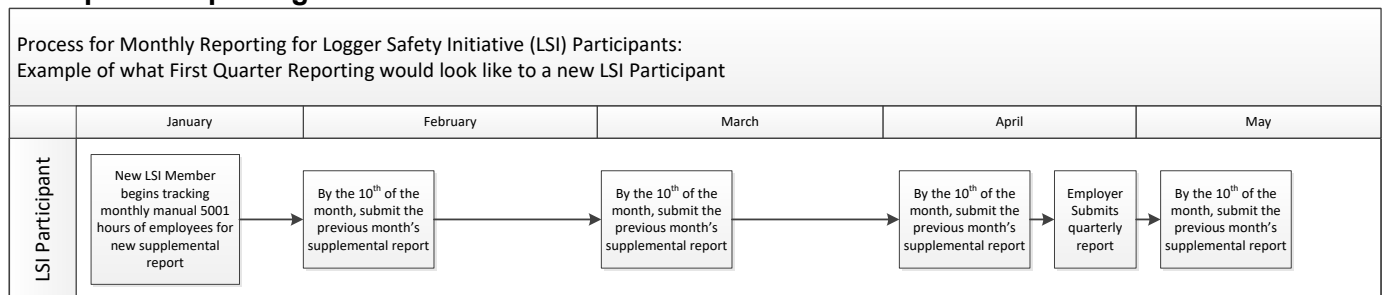 Process for Monthly Reporting for Logger Safety Initiative (LSI) Participants:
Example of what First Quarter Reporting would look like to a new LSI Participant
January
February
March
April
May
LSI Participant
New LSI Member
begins tracking
monthly manual 5001
hours of employees for
new supplemental
report
By the 10th of the
month, submit the
previous month's
supplemental report
By the 10th of the
month, submit the
previous month's
supplemental report
By the 10th of the
month, submit the
previous month's
supplemental report
Employer
Submits
quarterly
report
By the 10th of the
month, submit the
previous month's
supplemental report